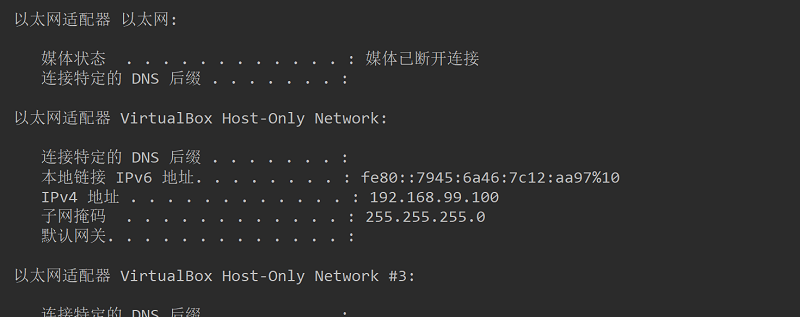 以太网适配器 以太网:
媒体状态  . . . . . . . . . . . . : 媒体已断开连接
连接特定的 DNS 后缀 . . . . . . . :
以太网适配器 VirtualBox Host-Only Network:
连接特定的 DNS 后缀 . . . . . . . :
本地链接 IPv6 地址. . . . . . . . : fe80::7945:6a46:7c12:aa97%10
IPv4 地址 . . . . . . . . . . . . : 192.168.99.100
子网掩码  . . . . . . . . . . . . : 255.255.255.0
默认网关. . . . . . . . . . . . . :
以太网适配器 VirtualBox Host-Only Network #3:
连接特定的 DNS 后缀 . . . . . . . :